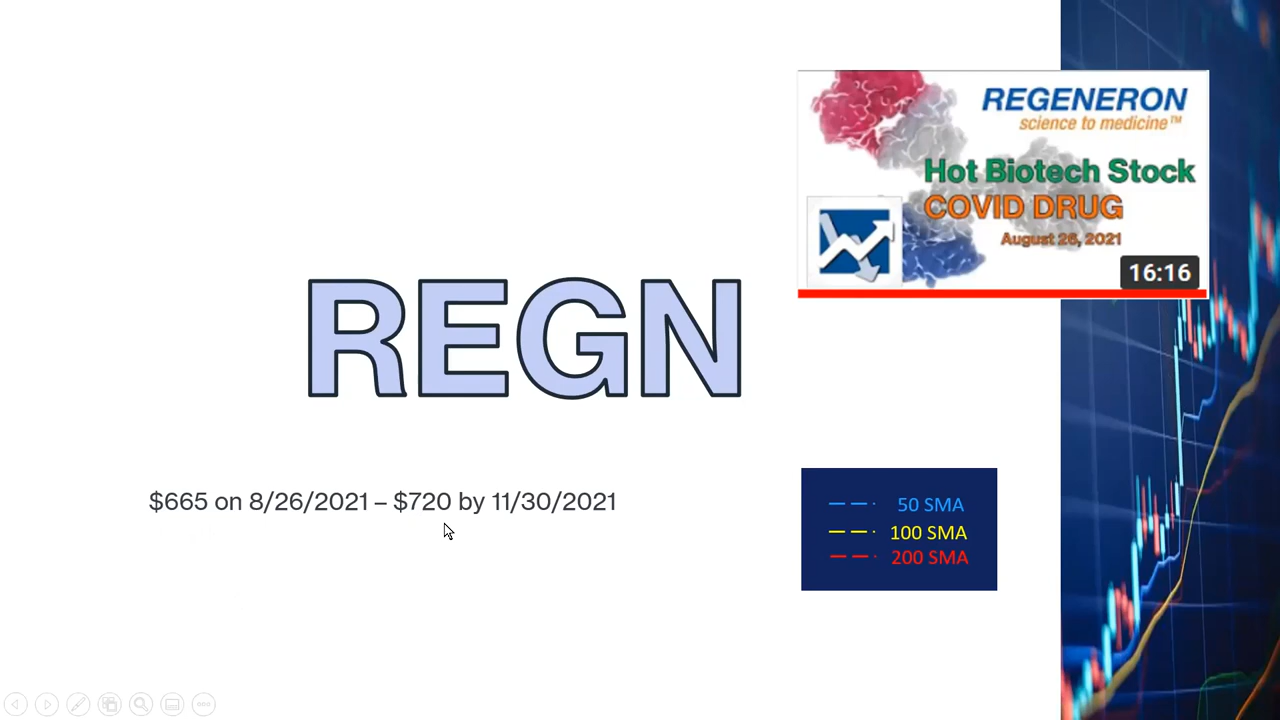 REGENERON
science to medicine™
Hot Biotech Stock
COVID DRUG
August 26, 2021
16:16
REGN
$665 on 8/26/2021 – $720 by 11/30/2021
50 SMA
100 SMA
200 SMA